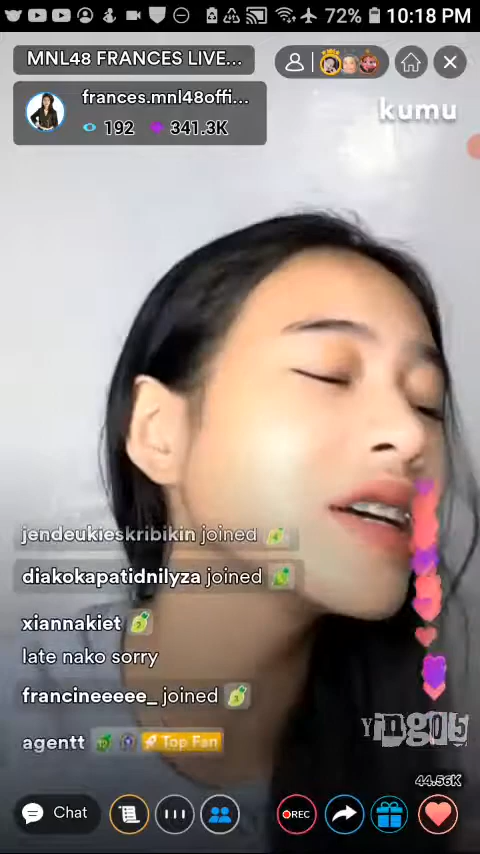 72% 10:18 PM
MNL48 FRANCES LIVE...
frances.mnl48offi...
192 341.3K
kumu
jendeukieskribikin joined
diakokapatidnilyza joined
xiannakiet
late nako sorry
francineeeee_ joined
agentt Top Fan
Ying05
44.56K
Chat
REC